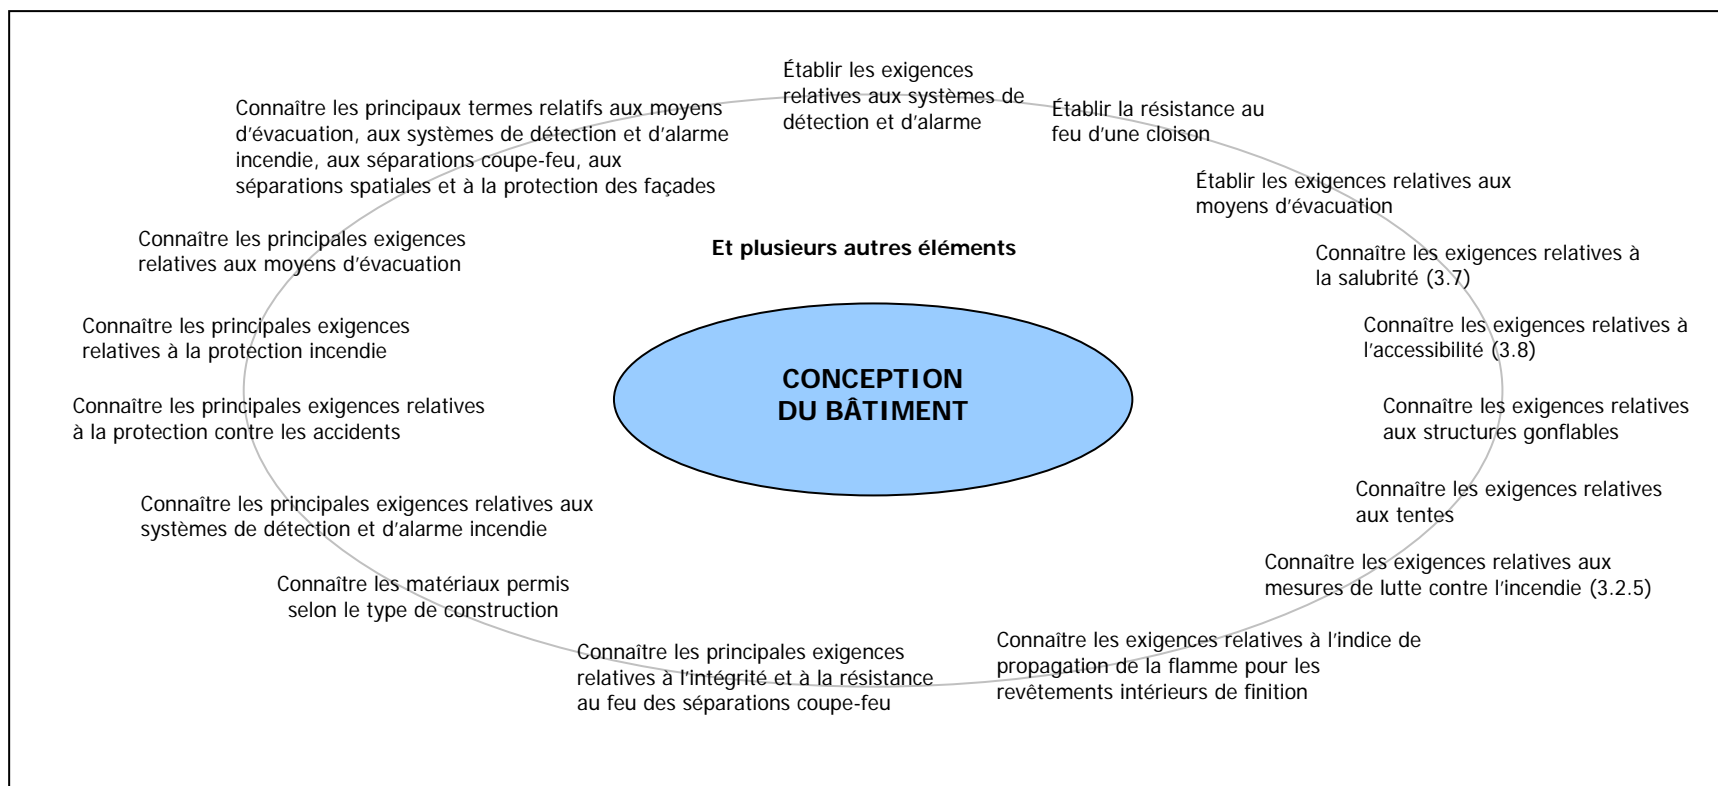 Établir les exigences
relatives aux systèmes de
détection et d'alarme
Établir la résistance au
feu d'une cloison
Établir les exigences relatives aux
moyens d'évacuation
Connaître les exigences relatives à
la salubrité (3.7)
Connaître les exigences relatives à
l'accessibilité (3.8)
Connaître les exigences relatives
aux structures gonflables
Connaître les exigences relatives
aux tentes
Connaître les exigences relatives aux
mesures de lutte contre l'incendie (3.2.5)
Connaître les exigences relatives à l'indice de
propagation de la flamme pour les
revêtements intérieurs de finition
Connaître les principales exigences
relatives à l'intégrité et à la résistance
au feu des séparations coupe-feu
Connaître les matériaux permis
selon le type de construction
Connaître les principales exigences relatives aux
systèmes de détection et d'alarme incendie
Connaître les principales exigences relatives
à la protection contre les accidents
Connaître les principales exigences
relatives à la protection incendie
Connaître les principales exigences
relatives aux moyens d'évacuation
Connaître les principaux termes relatifs aux moyens
d'évacuation, aux systèmes de détection et d'alarme
incendie, aux séparations coupe-feu, aux
séparations spatiales et à la protection des façades
Et plusieurs autres éléments
CONCEPTION
DU BÂTIMENT